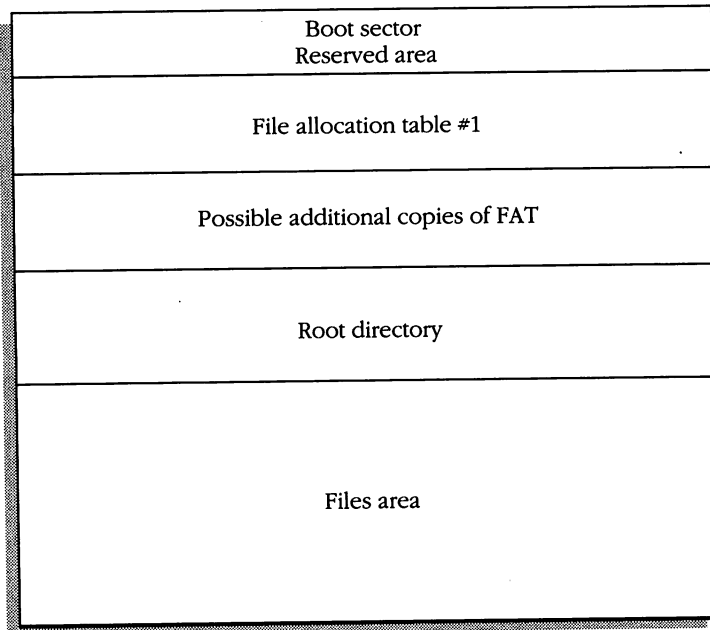 Boot sector
Reserved area
File allocation table #1
Possible additional copies of FAT
Root directory
Files area